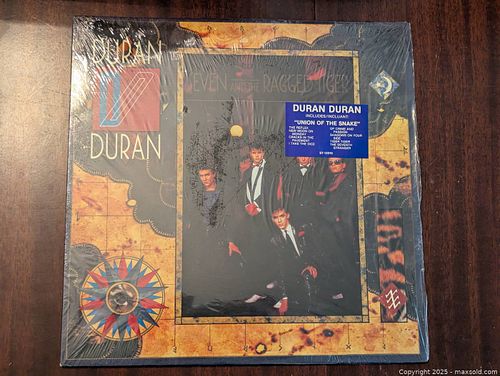 DURAN
DURAN
SEVEN AND THE RAGGED TIGER
DURAN DURAN
INCLUDES/INCLUANT:
"UNION OF THE SNAKE"
THE REFLEX
NEW MOON ON
MONDAY
I TAKE THE DICE
OF CRIME AND
PASSION
SHADOWS ON YOUR
SIDE
TIGER TIGER
THE SEVENTH
STRANGER
Copyright © 2025 - maxsold.com